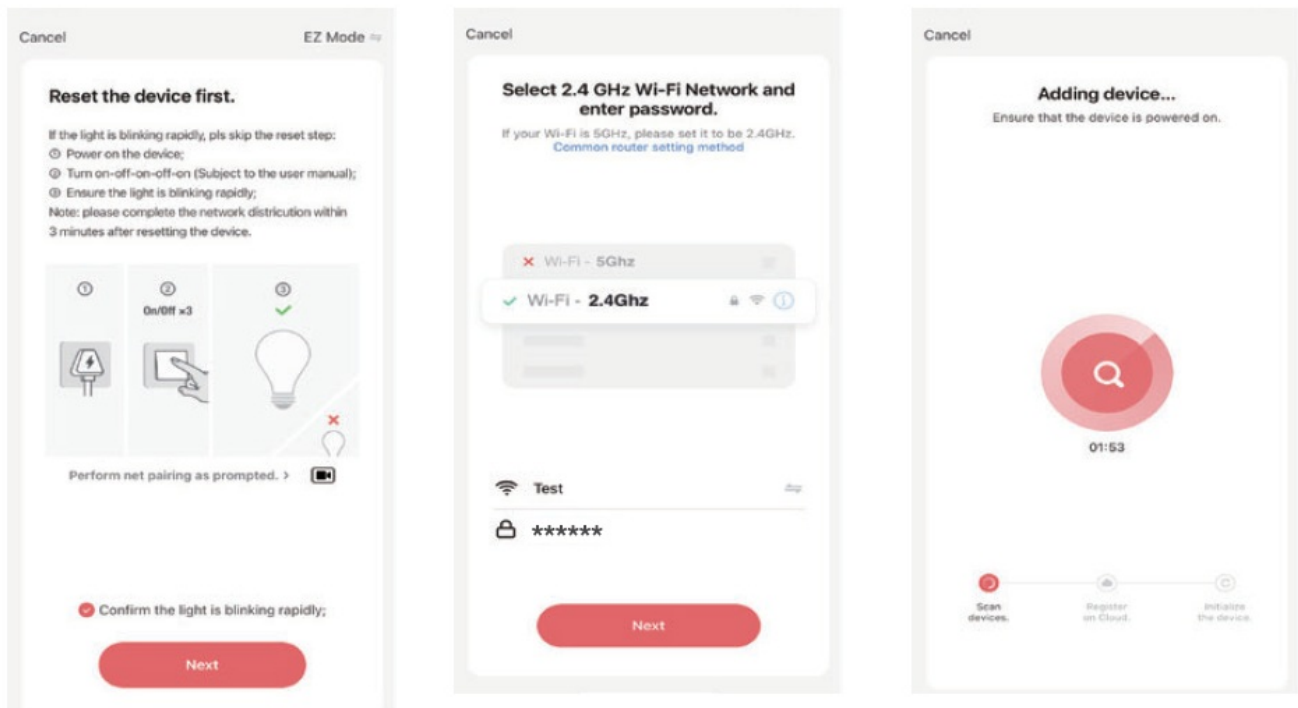 Cancel
EZ Mode
Reset the device first.
If the light is blinking rapidly, pls skip the reset step:
① Power on the device;
② Turn on-off-on-off-on (Subject to the user manual);
③ Ensure the light is blinking rapidly;
Note: please complete the network districution within
3 minutes after resetting the device.
①
②
③
On/Off ×3
Perform net pairing as prompted. >
Confirm the light is blinking rapidly;
Next
Cancel
Select 2.4 GHz Wi-Fi Network and
enter password.
If your Wi-Fi is 5GHz, please set it to be 2.4GHz.
Common router setting method
Wi-Fi - 5Ghz
Wi-Fi - 2.4Ghz
Test
******
Next
Cancel
Adding device...
Ensure that the device is powered on.
01:53
Scan
devices.
Register
on Cloud.
Initialize
the device.